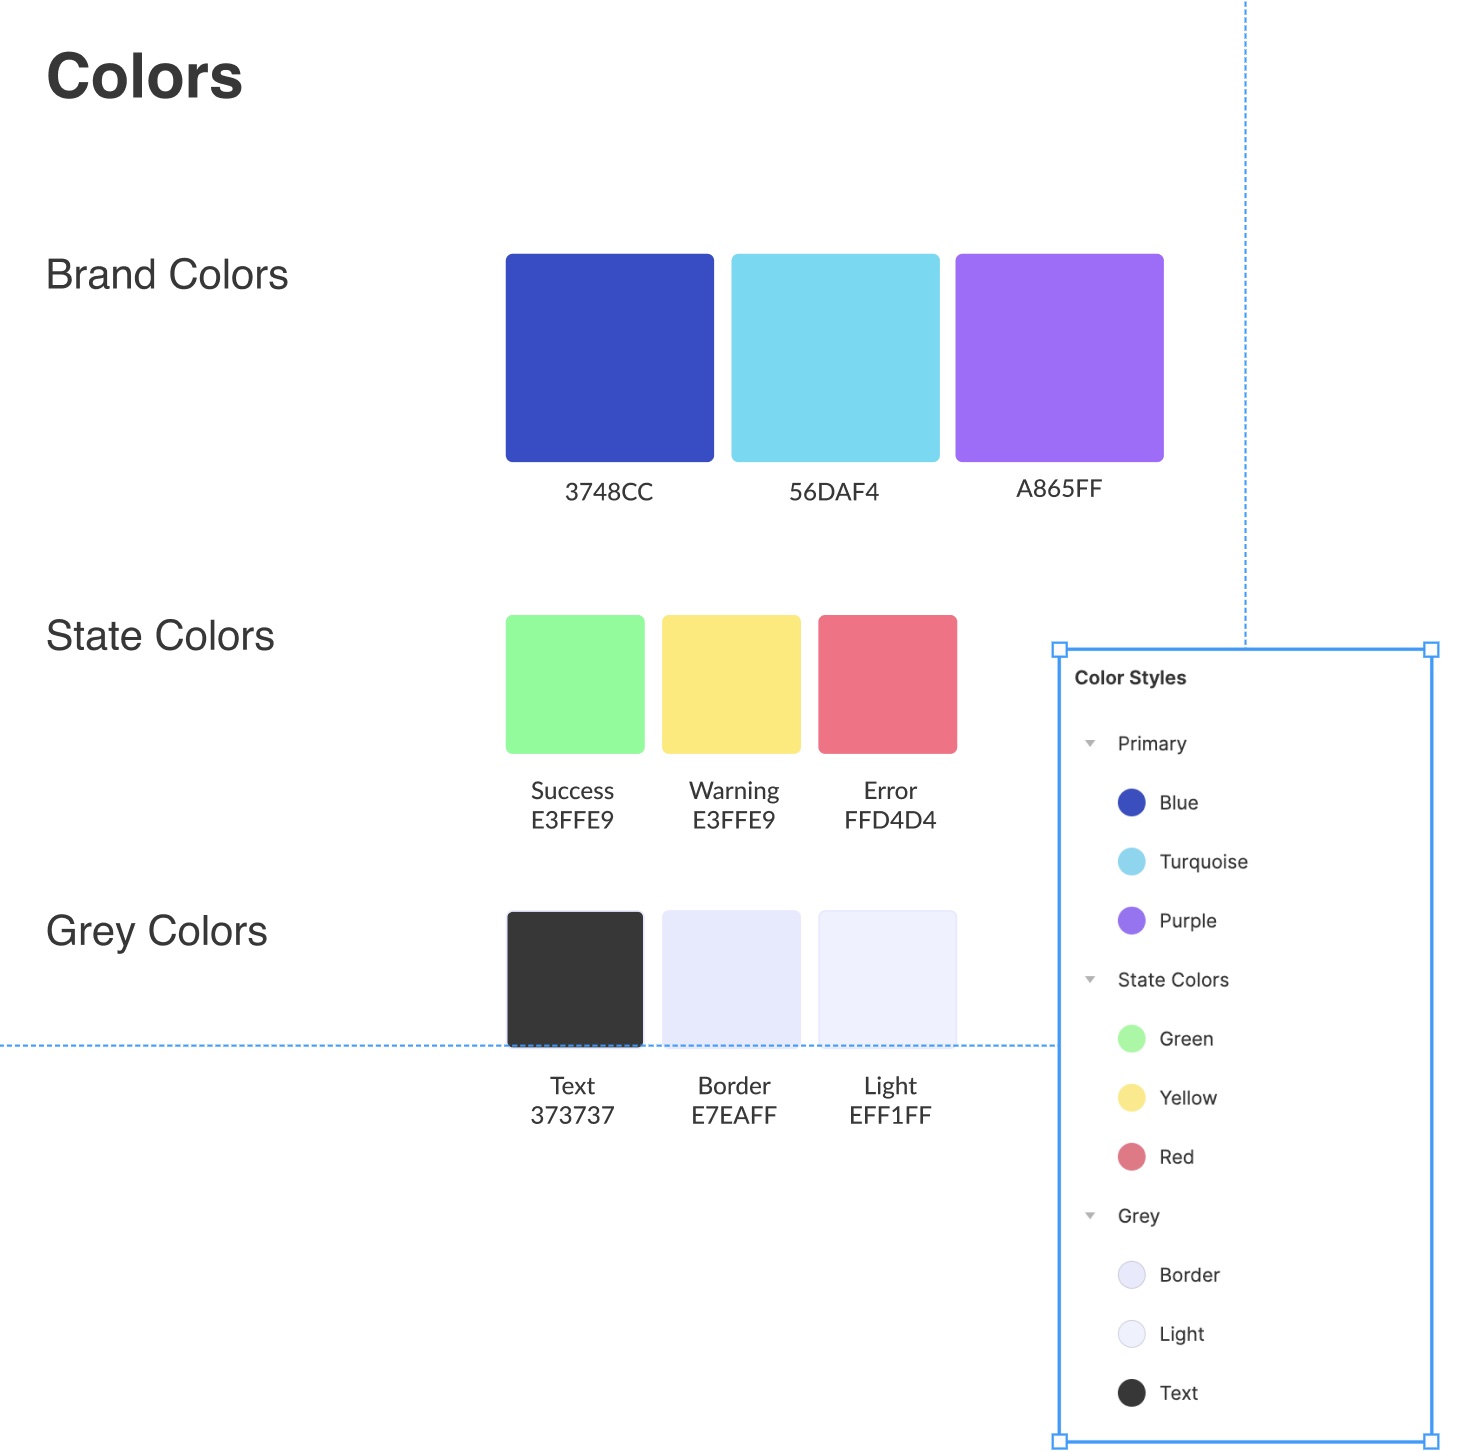 Colors
Brand Colors
3748CC
56DAF4
A865FF
State Colors
Success
E3FFE9
Warning
E3FFE9
Error
FFD4D4
Grey Colors
Text
373737
Border
E7EAFF
Light
EFF1FF
Color Styles
Primary
Blue
Turquoise
Purple
State Colors
Green
Yellow
Red
Grey
Border
Light
Text